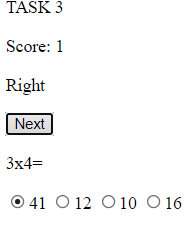 TASK 3
Score: 1
Right
Next
3x4=
41 12 10 16